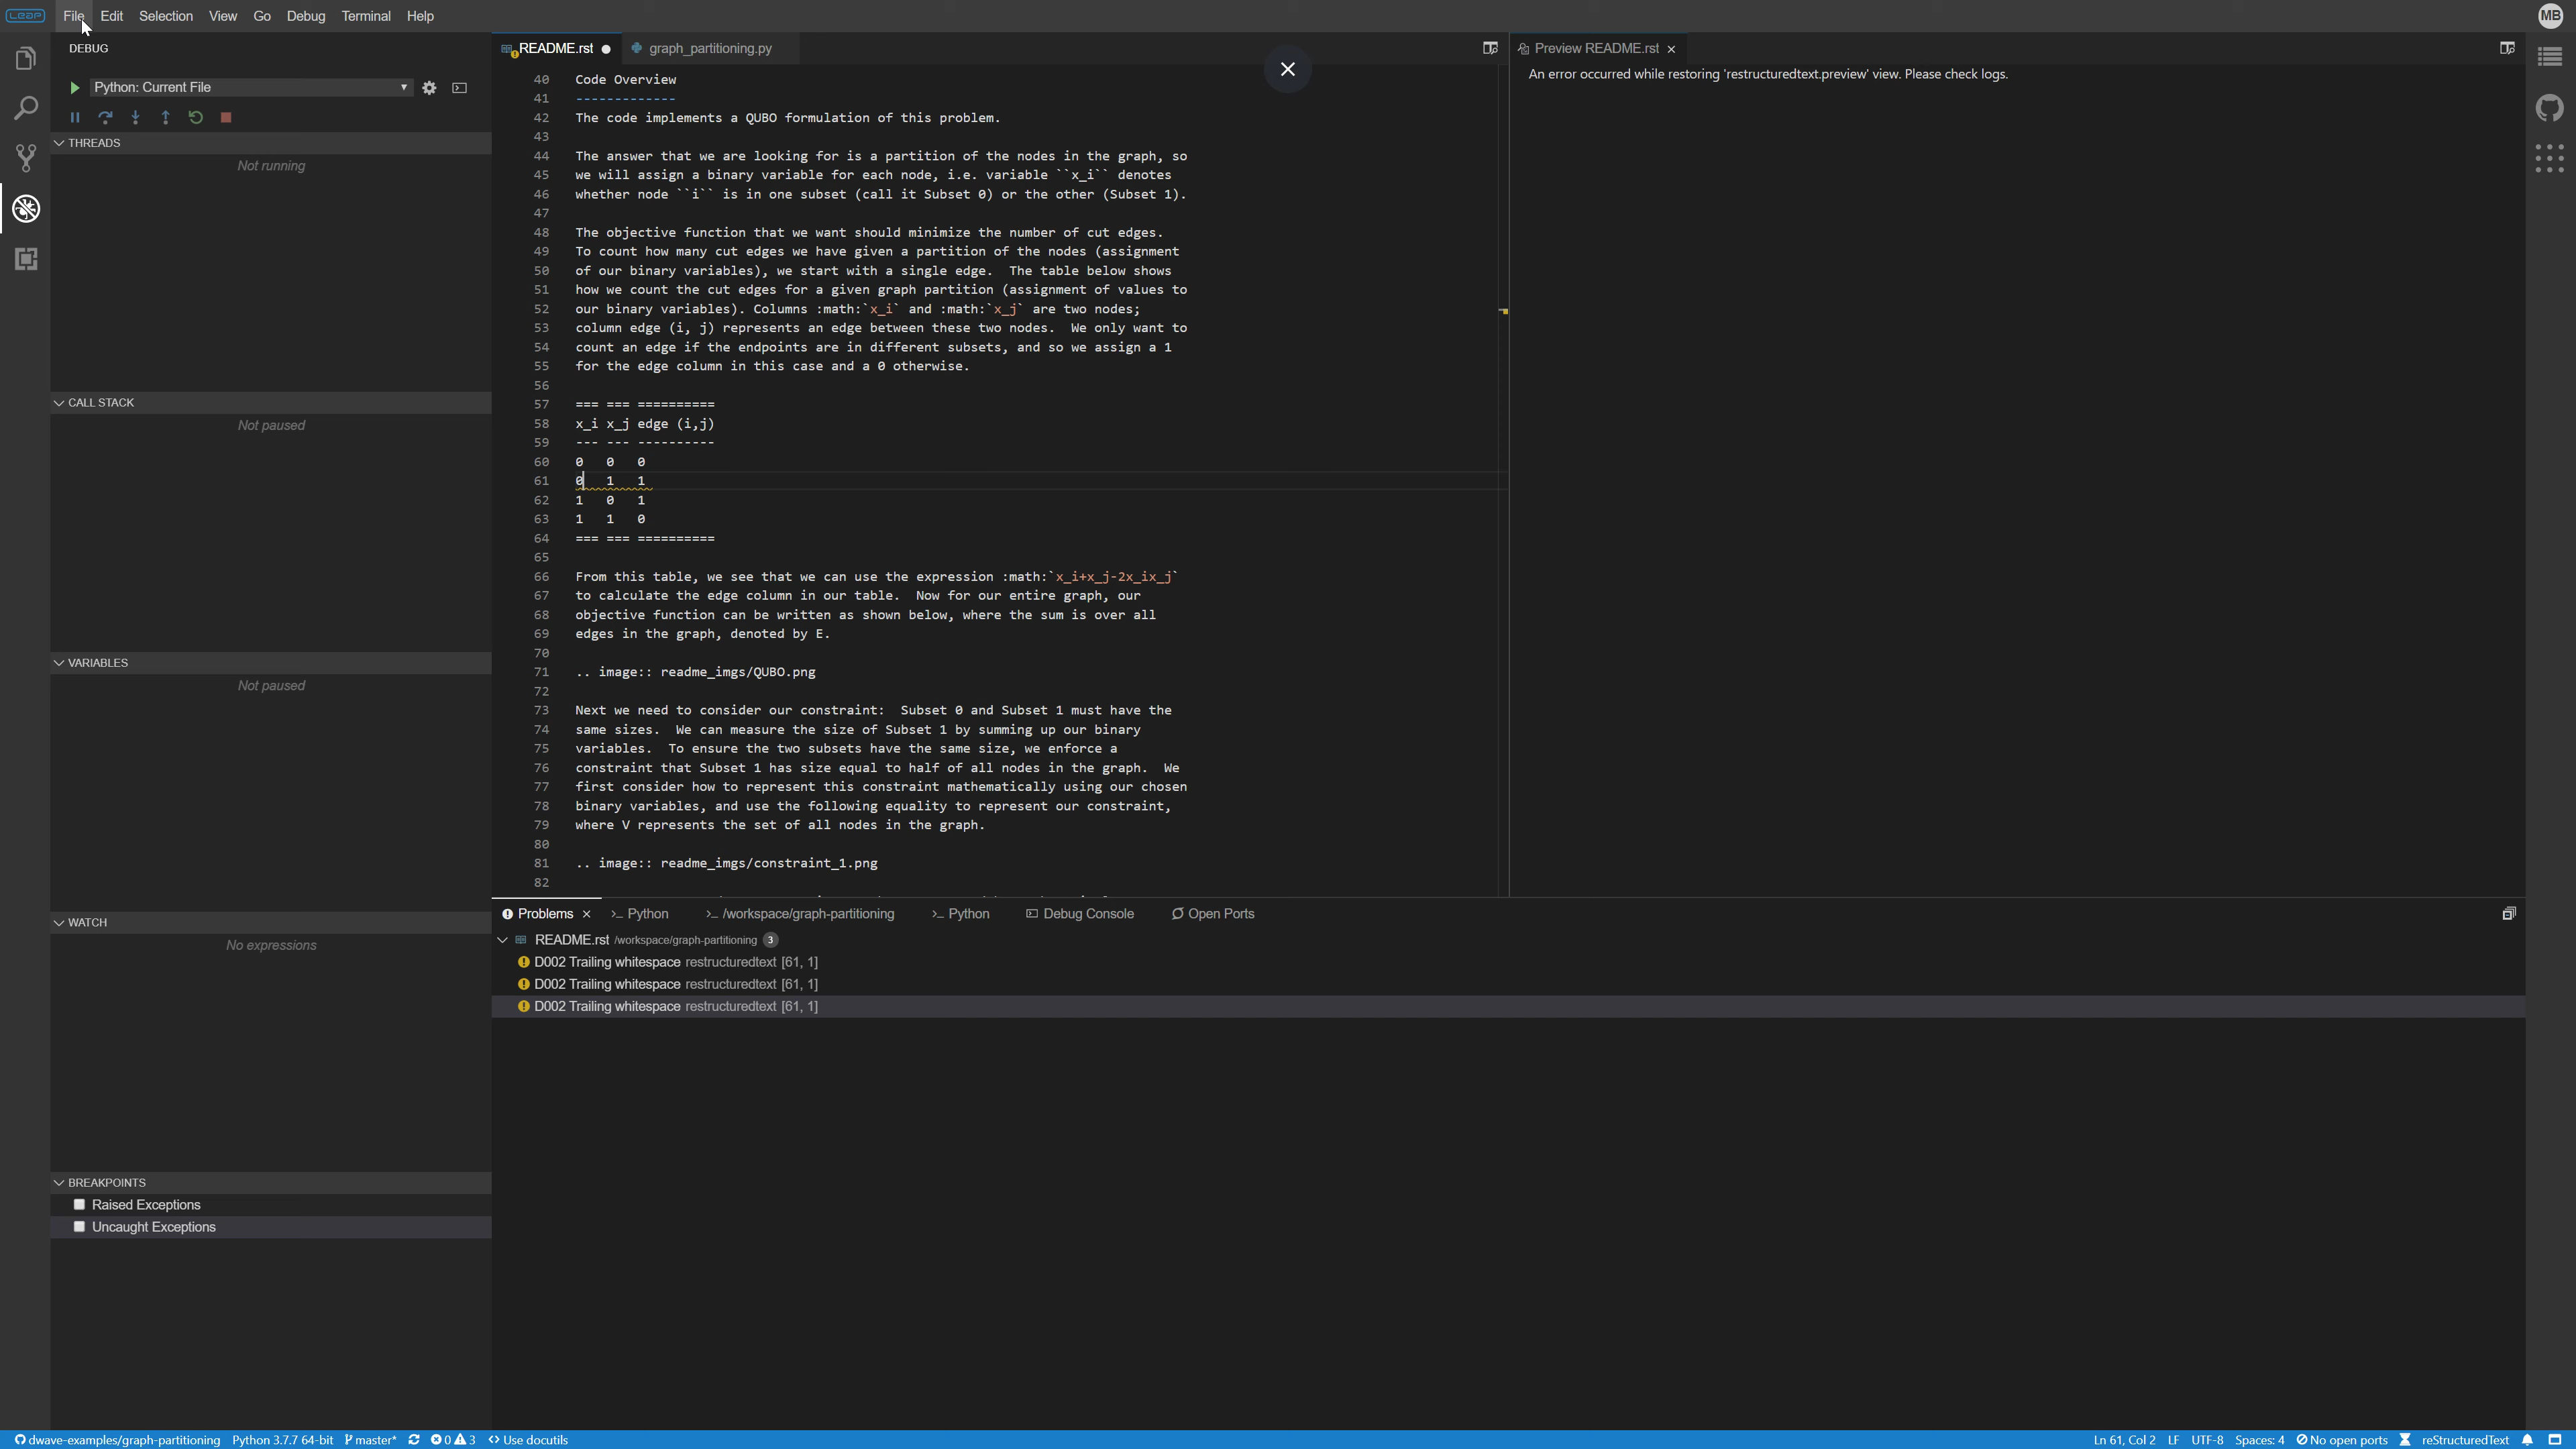 Leap File Edit Selection View Go Debug Terminal Help MB
DEBUG
Python: Current File
THREADS
Not running
CALL STACK
Not paused
VARIABLES
Not paused
WATCH
No expressions
BREAKPOINTS
Raised Exceptions
Uncaught Exceptions
README.rst graph_partitioning.py
40 Code Overview
41 -------------
42 The code implements a QUBO formulation of this problem.
43
44 The answer that we are looking for is a partition of the nodes in the graph, so
45 we will assign a binary variable for each node, i.e. variable ``x_i`` denotes
46 whether node ``i`` is in one subset (call it Subset 0) or the other (Subset 1).
47
48 The objective function that we want should minimize the number of cut edges.
49 To count how many cut edges we have given a partition of the nodes (assignment
50 of our binary variables), we start with a single edge.  The table below shows
51 how we count the cut edges for a given graph partition (assignment of values to
52 our binary variables). Columns :math:`x_i` and :math:`x_j` are two nodes;
53 column edge (i, j) represents an edge between these two nodes.  We only want to
54 count an edge if the endpoints are in different subsets, and so we assign a 1
55 for the edge column in this case and a 0 otherwise.
56
57 === === ==========
58 x_i x_j edge (i,j)
59 --- --- ----------
60 0   0   0
61 0   1   1
62 1   0   1
63 1   1   0
64 === === ==========
65
66 From this table, we see that we can use the expression :math:`x_i+x_j-2x_ix_j`
67 to calculate the edge column in our table.  Now for our entire graph, our
68 objective function can be written as shown below, where the sum is over all
69 edges in the graph, denoted by E.
70
71 .. image:: readme_imgs/QUBO.png
72
73 Next we need to consider our constraint:  Subset 0 and Subset 1 must have the
74 same sizes.  We can measure the size of Subset 1 by summing up our binary
75 variables.  To ensure the two subsets have the same size, we enforce a
76 constraint that Subset 1 has size equal to half of all nodes in the graph.  We
77 first consider how to represent this constraint mathematically using our chosen
78 binary variables, and use the following equality to represent our constraint,
79 where V represents the set of all nodes in the graph.
80
81 .. image:: readme_imgs/constraint_1.png
82
Preview README.rst
An error occurred while restoring 'restructuredtext.preview' view. Please check logs.
Problems Python /workspace/graph-partitioning Python Debug Console Open Ports
README.rst /workspace/graph-partitioning 3
D002 Trailing whitespace restructuredtext [61, 1]
D002 Trailing whitespace restructuredtext [61, 1]
D002 Trailing whitespace restructuredtext [61, 1]
dwave-examples/graph-partitioning Python 3.7.7 64-bit master* 0 3 Use docutils Ln 61, Col 2 LF UTF-8 Spaces: 4 No open ports reStructuredText